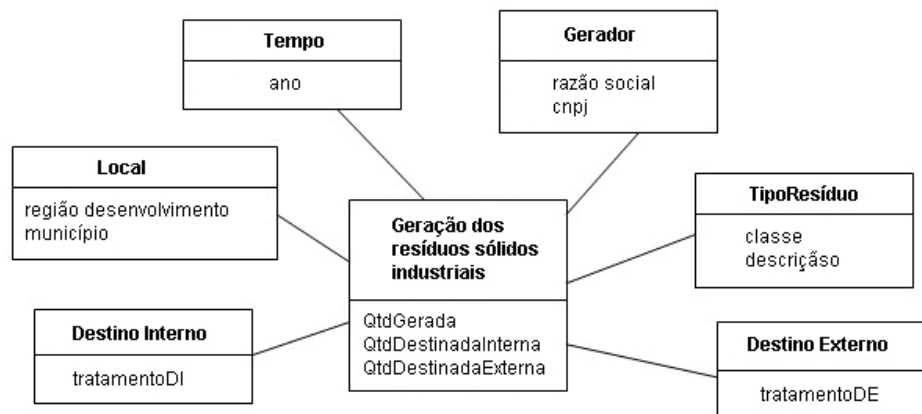 Tempo
ano
Gerador
razão social
cnpj
Local
região desenvolvimento
município
Geração dos
resíduos sólidos
industriais
QtdGerada
QtdDestinadaInterna
QtdDestinadaExterna
TipoResíduo
classe
descriçãso
Destino Interno
tratamentoDI
Destino Externo
tratamentoDE